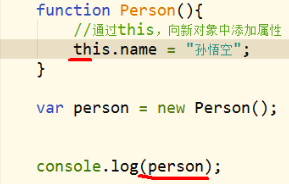 function Person(){
//通过this，向新对象中添加属性
this.name = "孙悟空";
}
var person = new Person();
console.log(person);